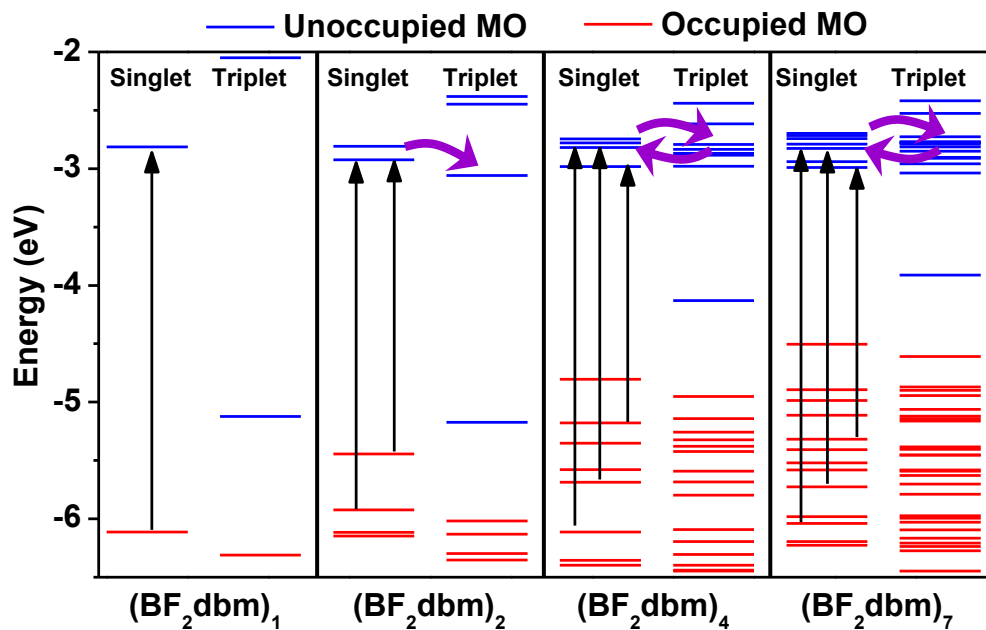 Unoccupied MO Occupied MO
Singlet Triplet Singlet Triplet Singlet Triplet Singlet Triplet
-2
-3
-4
-5
-6
Energy (eV)
(BF₂dbm)₁ (BF₂dbm)₂ (BF₂dbm)₄ (BF₂dbm)₇